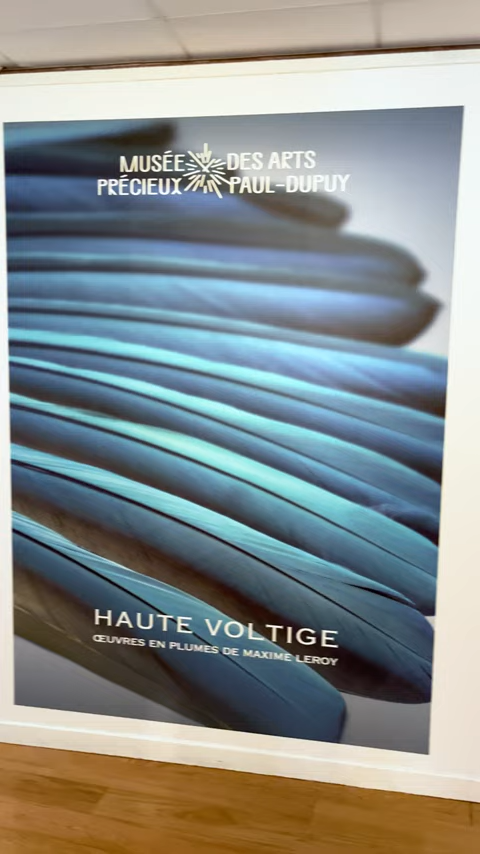 MUSÉE DES ARTS
PRÉCIEUX PAUL-DUPUY
HAUTE VOLTIGE
ŒUVRES EN PLUMES DE MAXIME LEROY